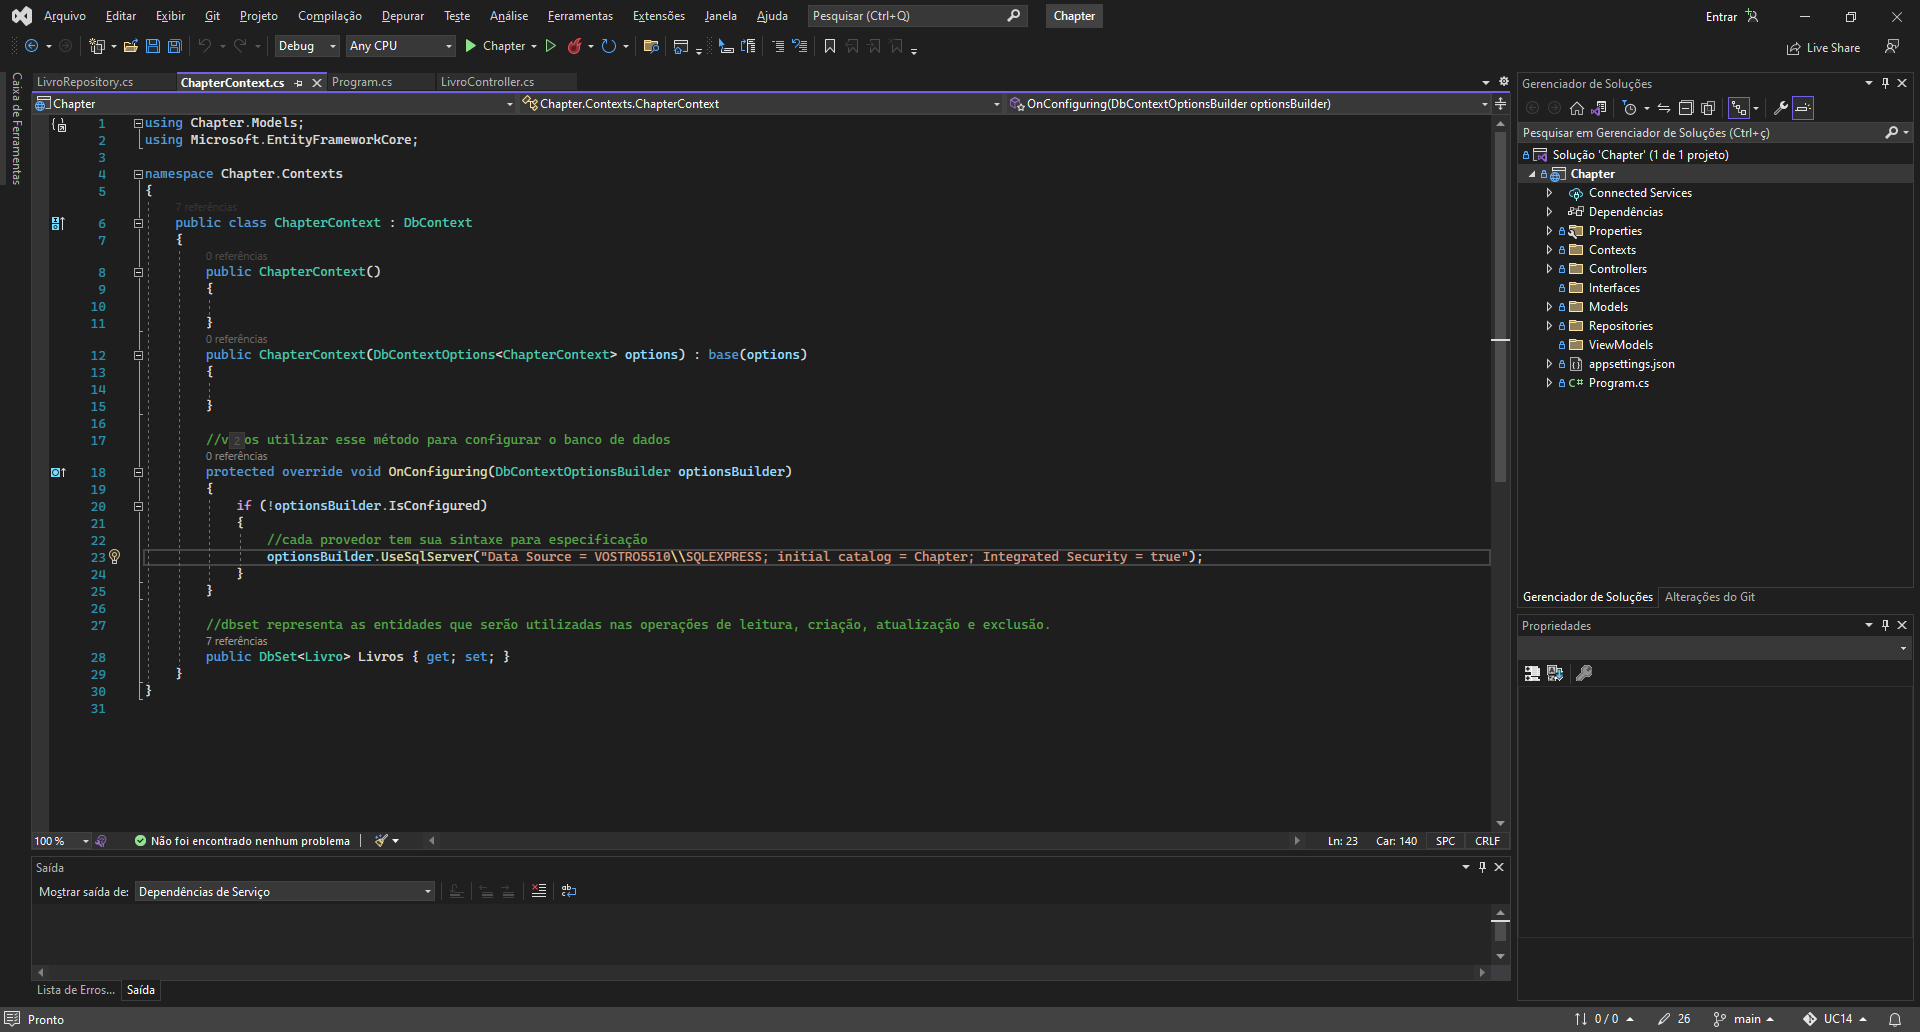 Arquivo Editar Exibir Git Projeto Compilação Depurar Teste Análise Ferramentas Extensões Janela Ajuda Pesquisar (Ctrl+Q) Chapter Entrar
Debug Any CPU Chapter Live Share
Caixa de Ferramentas
LivroRepository.cs ChapterContext.cs Program.cs LivroController.cs
Chapter Chapter.Contexts.ChapterContext OnConfiguring(DbContextOptionsBuilder optionsBuilder)
1 using Chapter.Models;
2 using Microsoft.EntityFrameworkCore;
3
4 namespace Chapter.Contexts
5 {
7 referências
6 public class ChapterContext : DbContext
7 {
0 referências
8 public ChapterContext()
9 {
10
11 }
0 referências
12 public ChapterContext(DbContextOptions<ChapterContext> options) : base(options)
13 {
14
15 }
16
17 //v 2 os utilizar esse método para configurar o banco de dados
0 referências
18 protected override void OnConfiguring(DbContextOptionsBuilder optionsBuilder)
19 {
20 if (!optionsBuilder.IsConfigured)
21 {
22 //cada provedor tem sua sintaxe para especificação
23 optionsBuilder.UseSqlServer("Data Source = VOSTRO5510\\SQLEXPRESS; initial catalog = Chapter; Integrated Security = true");
24 }
25 }
26
27 //dbset representa as entidades que serão utilizadas nas operações de leitura, criação, atualização e exclusão.
7 referências
28 public DbSet<Livro> Livros { get; set; }
29 }
30 }
31
100 % Não foi encontrado nenhum problema Ln: 23 Car: 140 SPC CRLF
Saída
Mostrar saída de: Dependências de Serviço
Lista de Erros... Saída
Gerenciador de Soluções
Pesquisar em Gerenciador de Soluções (Ctrl+ç)
Solução 'Chapter' (1 de 1 projeto)
Chapter
Connected Services
Dependências
Properties
Contexts
Controllers
Interfaces
Models
Repositories
ViewModels
appsettings.json
C# Program.cs
Gerenciador de Soluções Alterações do Git
Propriedades
Pronto 0 / 0 26 main UC14